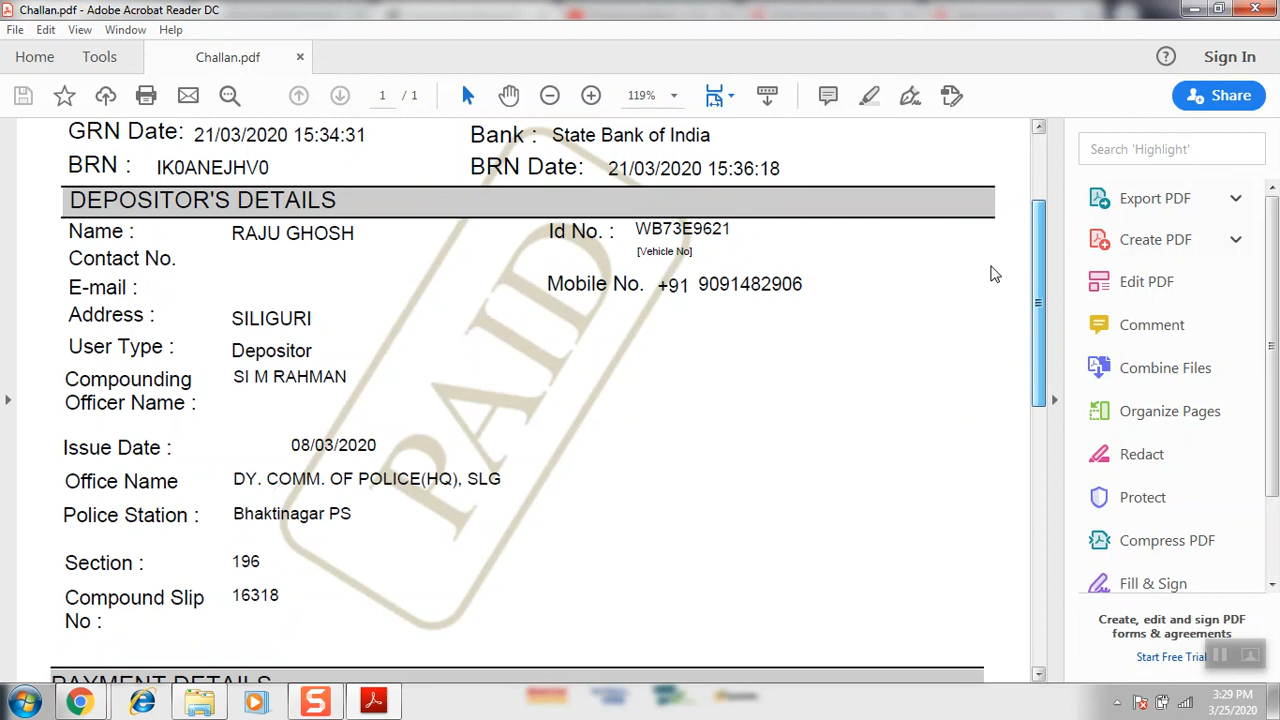 Challan.pdf - Adobe Acrobat Reader DC
File Edit View Window Help
Home Tools Challan.pdf × ? Sign In
1 / 1 119% Share
GRN Date: 21/03/2020 15:34:31 Bank : State Bank of India
BRN : IK0ANEJHV0 BRN Date: 21/03/2020 15:36:18
DEPOSITOR'S DETAILS
Name : RAJU GHOSH Id No. : WB73E9621
[Vehicle No]
Contact No.
E-mail : Mobile No. +91 9091482906
Address : SILIGURI
User Type : Depositor
Compounding SI M RAHMAN
Officer Name :
Issue Date : 08/03/2020
Office Name DY. COMM. OF POLICE(HQ), SLG
Police Station : Bhaktinagar PS
Section : 196
Compound Slip 16318
No :
PAYMENT DETAILS
PAID
Search 'Highlight'
Export PDF
Create PDF
Edit PDF
Comment
Combine Files
Organize Pages
Redact
Protect
Compress PDF
Fill & Sign
Create, edit and sign PDF
forms & agreements
Start Free Trial
3:29 PM
3/25/2020